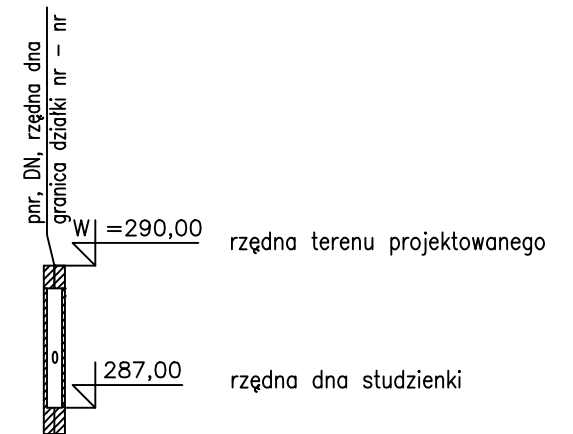 pnr, DN, rzędna dna
granica działki nr – nr
W =290,00
rzędna terenu projektowanego
0
287,00
rzędna dna studzienki